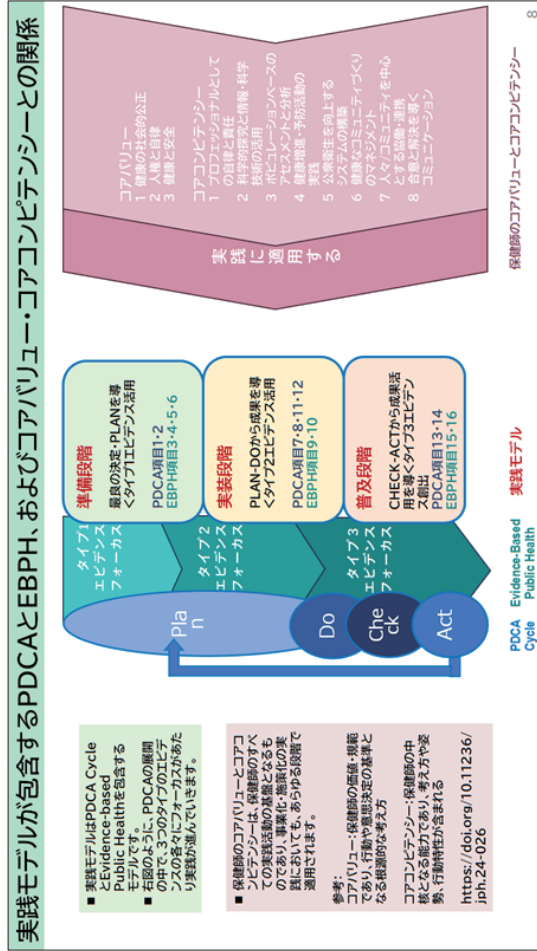 実践モデルが包含するPDCAとEBPH、およびコアバリュー・コアコンピテンシーとの関係
■ 実践モデルはPDCA Cycle
とEvidence-based
Public Healthを包含する
モデルです。
■ 右図のように、PDCAの展開
の中で、3つのタイプのエビデ
ンスの各々にフォーカスがあた
り実践が進んでいきます。
■ 保健師のコアバリューとコアコ
ンピテンシーは、保健師のすべ
ての実践活動の基盤となるも
のであり、事業化・施策化の実
践においても、あらゆる段階で
適用されます。
参考:
コアバリュー:保健師の価値・規範
であり、行動や意思決定の基準と
なる根源的な考え方
コアコンピテンシー:保健師の中
核となる能力であり、考え方や姿
勢、行動特性が含まれる
https://doi.org/10.11236/
jph.24-026
Pla
n
Do
Che
ck
Act
タイプ1
エビデンス
フォーカス
タイプ2
エビデンス
フォーカス
タイプ3
エビデンス
フォーカス
準備段階
最良の決定・PLANを導
くタイプ1エビデンス活用
PDCA項目1・2
EBPH項目3・4・5・6
実装段階
PLAN-DOから成果を導
くタイプ2エビデンス活用
PDCA項目7・8・11・12
EBPH項目9・10
普及段階
CHECK-ACTから成果活
用を導くタイプ3エビデン
ス創出
PDCA項目13・14
EBPH項目15・16
PDCA
Cycle
Evidence-Based
Public Health
実践モデル
実践に適用する
コアバリュー
1 健康の社会的公正
2 人権と自律
3 健康と安全
コアコンピテンシー
1 プロフェッショナルとして
の自律と責任
2 科学的探究と情報・科学
技術の活用
3 ポピュレーションベースの
アセスメントと分析
4 健康増進・予防活動の
実践
5 公衆衛生を向上する
システムの構築
6 健康なコミュニティづくり
のマネジメント
7 人々/コミュニティを中心
とする協働・連携
8 合意と解決を導く
コミュニケーション
保健師のコアバリューとコアコンピテンシー
8